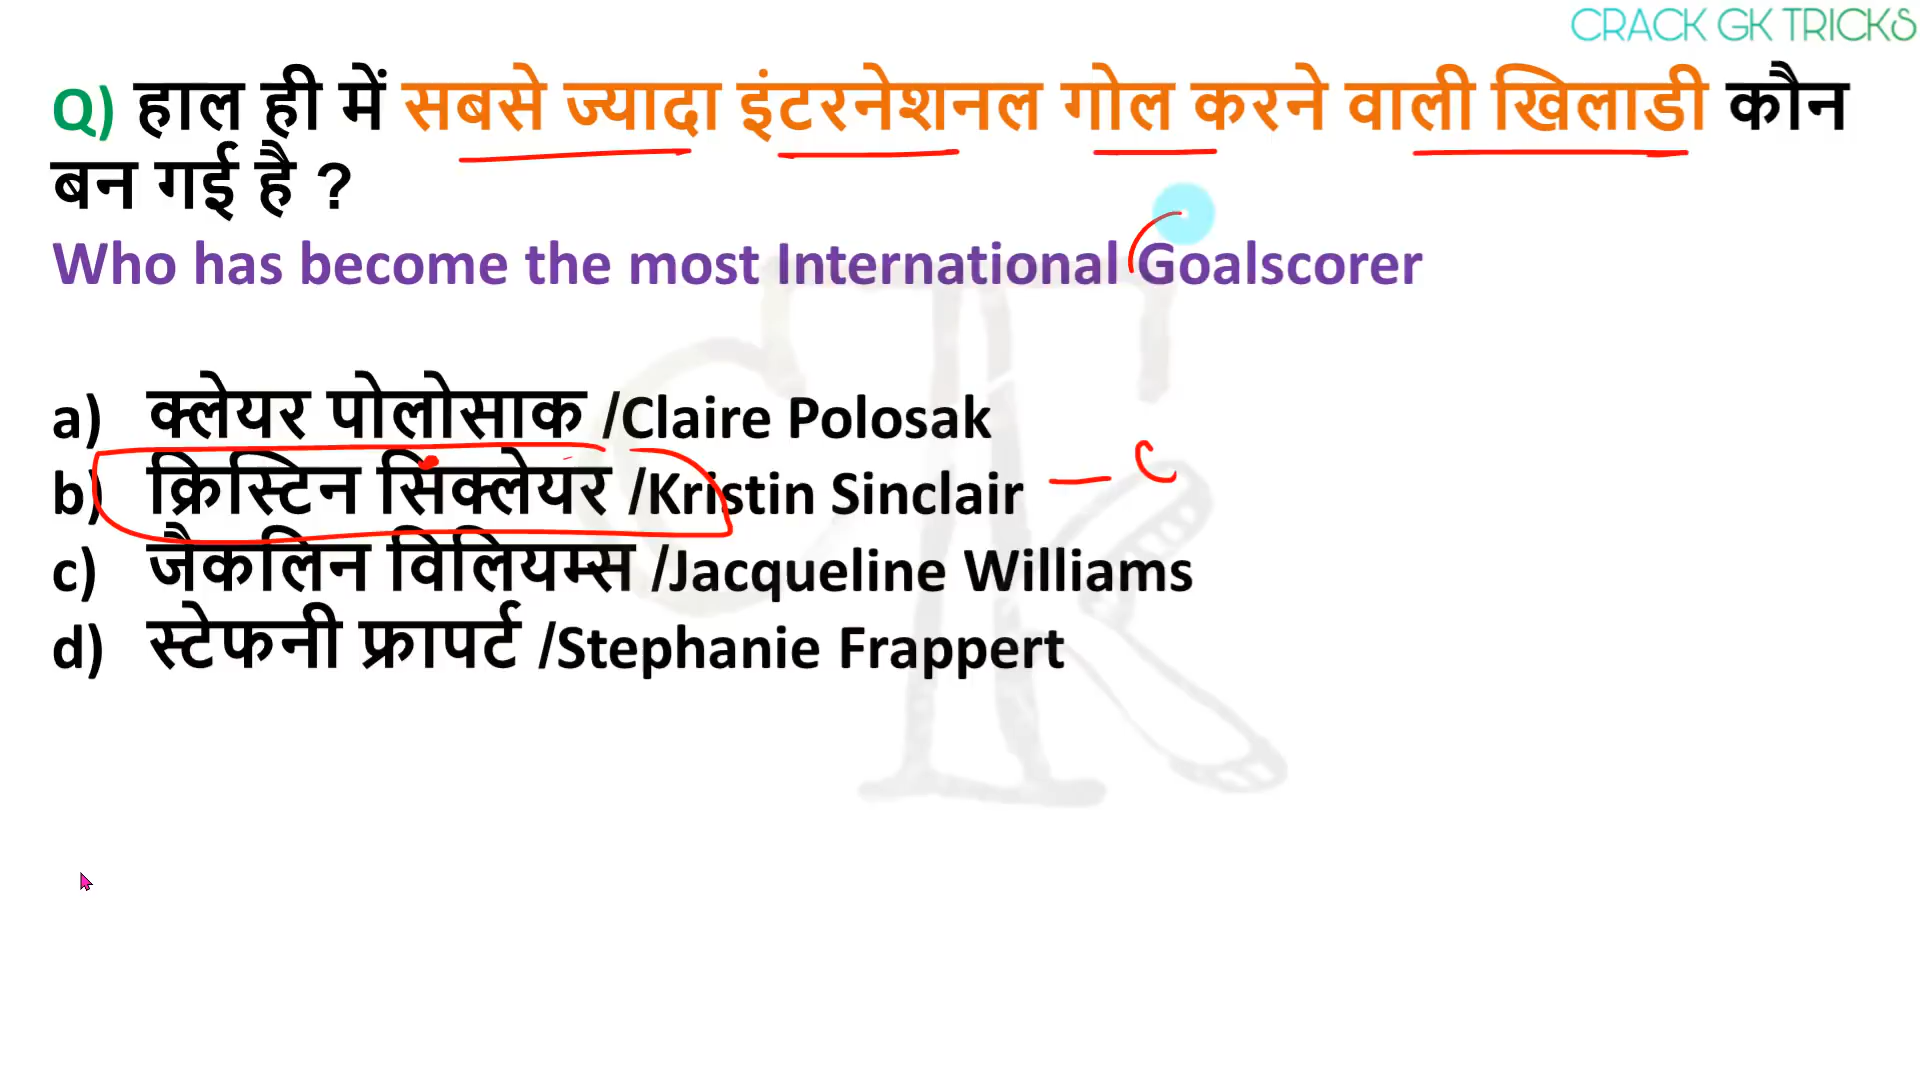 CRACK GK TRICKS
Q) हाल ही में सबसे ज्यादा इंटरनेशनल गोल करने वाली खिलाडी कौन
बन गई है ?
Who has become the most International Goalscorer
a) क्लेयर पोलोसाक /Claire Polosak
b) क्रिस्टिन सिंक्लेयर /Kristin Sinclair
c) जैकलिन विलियम्स /Jacqueline Williams
d) स्टेफनी फ्रापर्ट /Stephanie Frappert